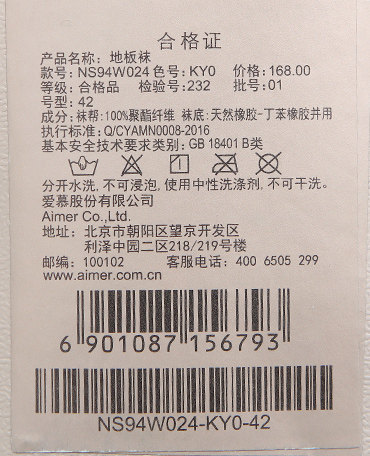 合格证
产品名称: 地板袜
款号: NS94W024 色号: KY0 价格: 168.00
等级: 合格品 检验号: 232 批号: 01
号型: 42
成分: 袜帮: 100%聚酯纤维 袜底: 天然橡胶-丁苯橡胶并用
执行标准: Q/CYAMN0008-2016
基本安全技术要求类别: GB 18401 B类
分开水洗, 不可浸泡, 使用中性洗涤剂, 不可干洗。
爱慕股份有限公司
Aimer Co.,Ltd.
地址: 北京市朝阳区望京开发区
利泽中园二区218/219号楼
邮编: 100102 客服电话: 400 6505 299
www.aimer.com.cn
6 901087 156793
NS94W024-KY0-42